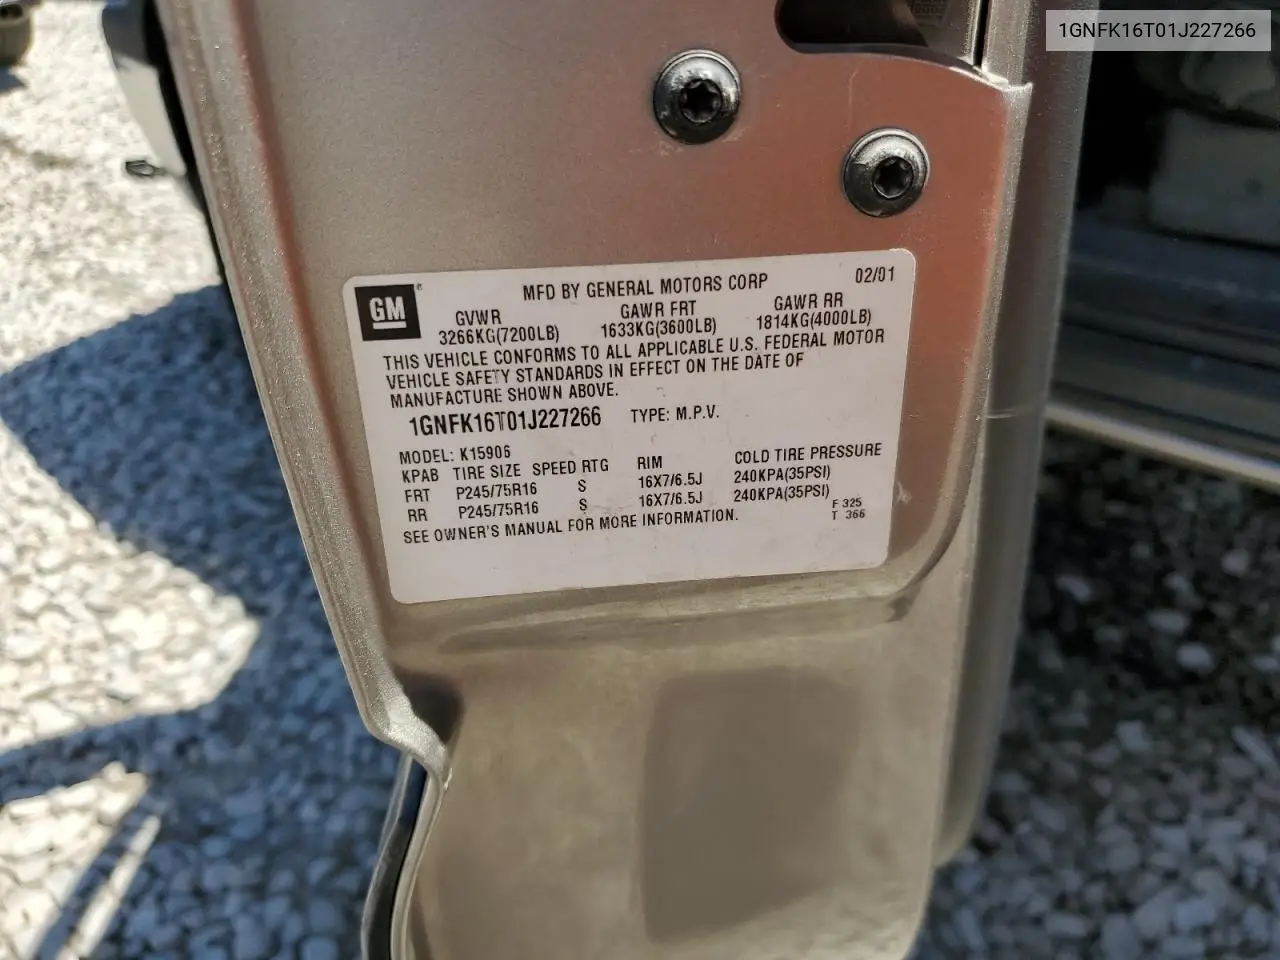 1GNFK16T01J227266
GM
MFD BY GENERAL MOTORS CORP 02/01
GVWR GAWR FRT GAWR RR
3266KG(7200LB) 1633KG(3600LB) 1814KG(4000LB)
THIS VEHICLE CONFORMS TO ALL APPLICABLE U.S. FEDERAL MOTOR
VEHICLE SAFETY STANDARDS IN EFFECT ON THE DATE OF
MANUFACTURE SHOWN ABOVE.
1GNFK16T01J227266 TYPE: M.P.V.
MODEL: K15906
KPAB TIRE SIZE SPEED RTG RIM COLD TIRE PRESSURE
FRT P245/75R16 S 16X7/6.5J 240KPA(35PSI)
RR P245/75R16 S 16X7/6.5J 240KPA(35PSI)
SEE OWNER'S MANUAL FOR MORE INFORMATION. F 325
T 366